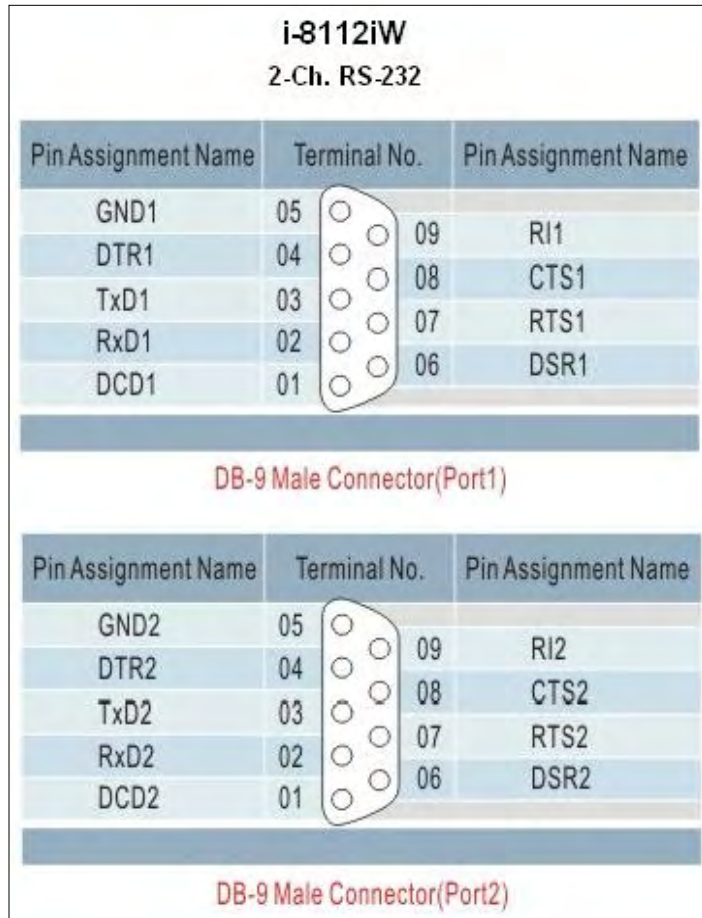 i-8112iW
2-Ch. RS-232
Pin Assignment Name Terminal No. Pin Assignment Name
GND1 05
09 RI1
DTR1 04
08 CTS1
TxD1 03
07 RTS1
RxD1 02
06 DSR1
DCD1 01
DB-9 Male Connector(Port1)
Pin Assignment Name Terminal No. Pin Assignment Name
GND2 05
09 RI2
DTR2 04
08 CTS2
TxD2 03
07 RTS2
RxD2 02
06 DSR2
DCD2 01
DB-9 Male Connector(Port2)